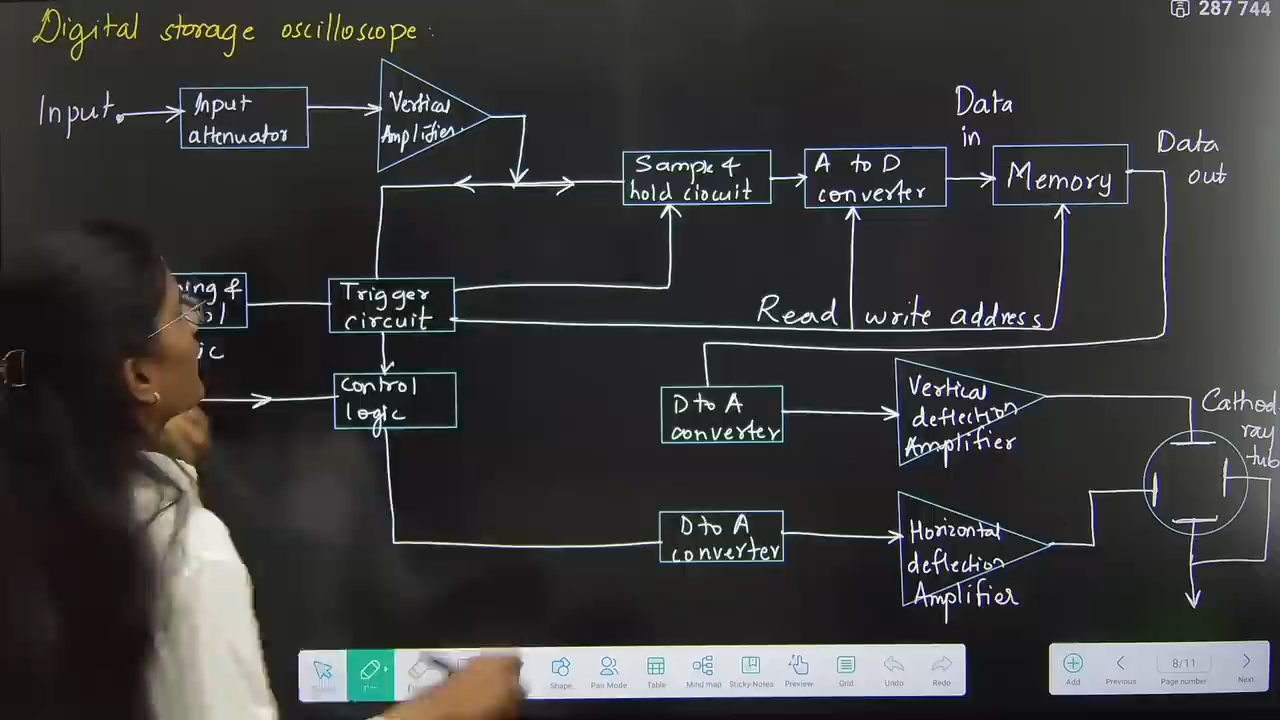 287 744
Digital storage oscilloscope:
Input
Input
attenuator
Vertical
Amplifier
Data
in
Data
out
Sample &
hold circuit
A to D
converter
Memory
Trigger
circuit
Read write address
Control
logic
D to A
converter
Vertical
deflection
Amplifier
Cathod
ray
tub
D to A
converter
Horizontal
deflection
Amplifier
Shape
Pair Mode
Table
Mind map
Sticky-Notes
Preview
Grid
Undo
Redo
Add
Previous
8/11
Page number
Next